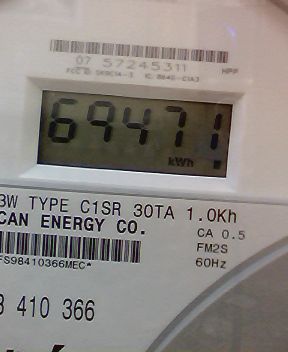 07 57245311
HPP
69471
kWh
3W TYPE C1SR 30TA 1.0Kh
CAN ENERGY CO.
CA 0.5
FM2S
FS98410366MEC*
60Hz
3 410 366